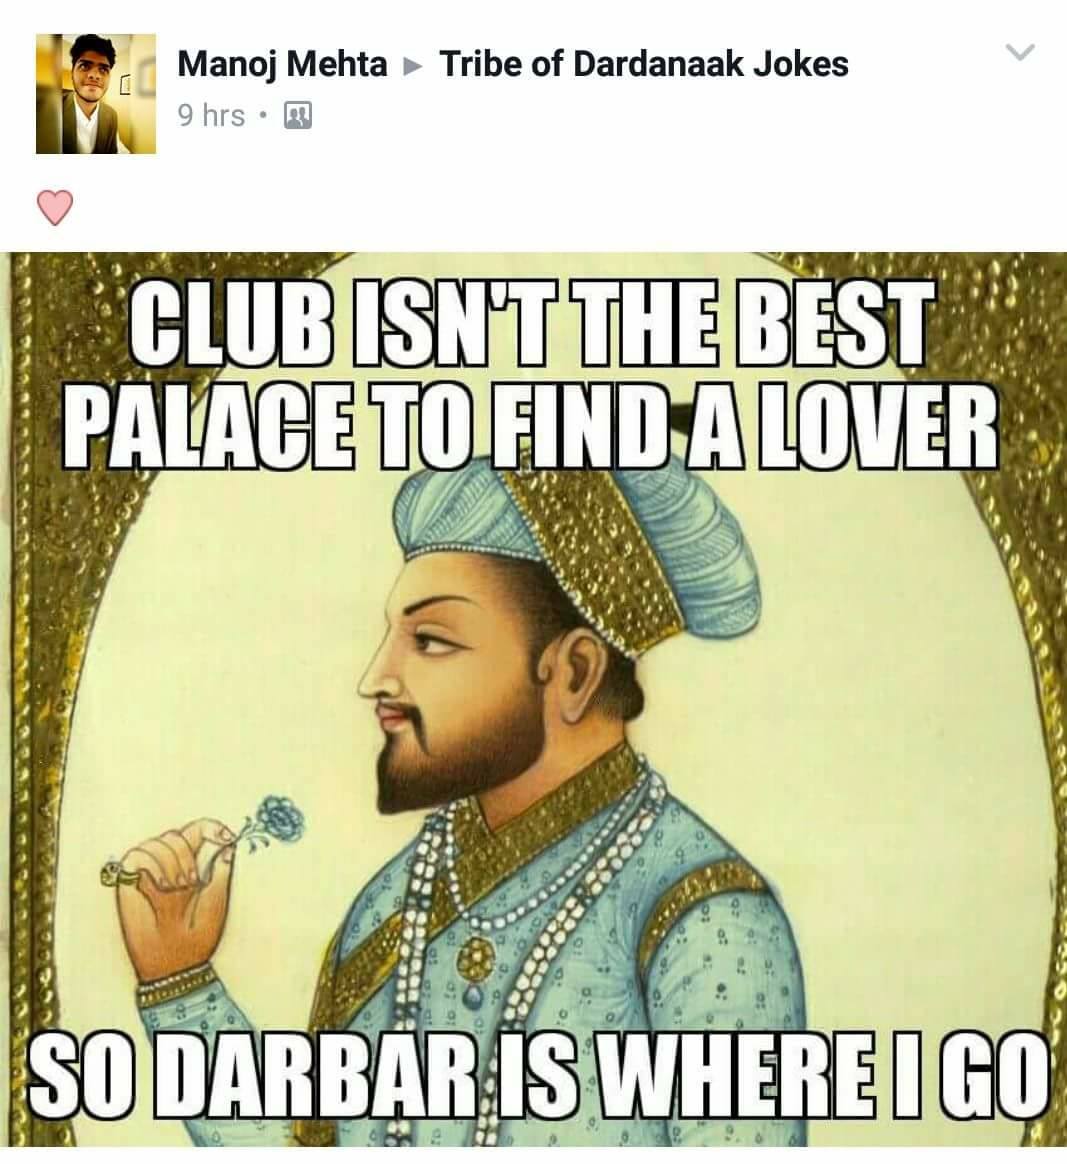 Manoj Mehta ▸ Tribe of Dardanaak Jokes
9 hrs •
CLUB ISN'T THE BEST
PALACE TO FIND A LOVER
SO DARBAR IS WHERE I GO